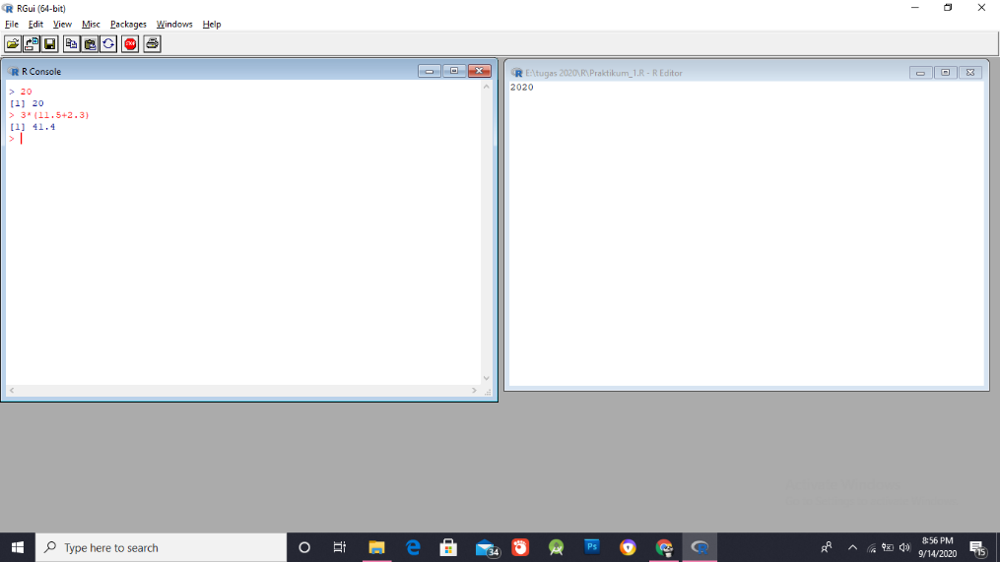 RGui (64-bit)
File Edit View Misc Packages Windows Help
STOP
R Console
> 20
[1] 20
> 3*(11.5+2.3)
[1] 41.4
>
E:\tugas 2020\R\Praktikum_1.R - R Editor
2020
Type here to search
34
Ps
8:56 PM
9/14/2020
15